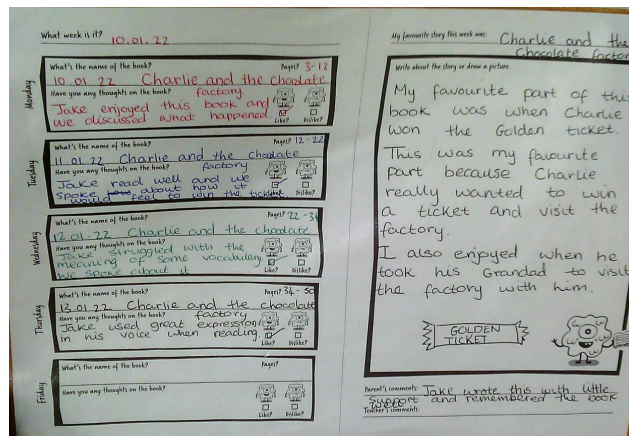 What week is it? 10.01.22
Monday
What's the name of the book? Pages? 3-12
10.01.22 Charlie and the chocolate
factory
Have you any thoughts on the book?
Jake enjoyed this book and
we discussed what happened
Like? Dislike?
Tuesday
What's the name of the book? Pages? 12-22
11.01.22 Charlie and the chocolate
factory
Have you any thoughts on the book?
Jake read well and we
spoke about how it
would feel to win the ticket.
Like? Dislike?
Wednesday
What's the name of the book? Pages? 22-34
12.01.22 Charlie and the chocolate
Have you any thoughts on the book?
Jake struggled with the
meaning of some vocabulary
we spoke about it
Like? Dislike?
Thursday
What's the name of the book? Pages? 34-50
13.01.22 Charlie and the chocolate
factory
Have you any thoughts on the book?
Jake used great expression
in his voice when reading.
Like? Dislike?
Friday
What's the name of the book? Pages?
Have you any thoughts on the book?
Like? Dislike?
My favourite story this week was: Charlie and the
Chocolate factory
Write about the story or draw a picture.
My favourite part of this
book was when Charlie
won the Golden ticket.
This was my favourite
part because Charlie
really wanted to win
a ticket and visit the
factory.
I also enjoyed when he
took his Grandad to visit
the factory with him.
GOLDEN
TICKET
Parent's comments: Jake wrote this with little
support and remembered the book
Teacher's comments: